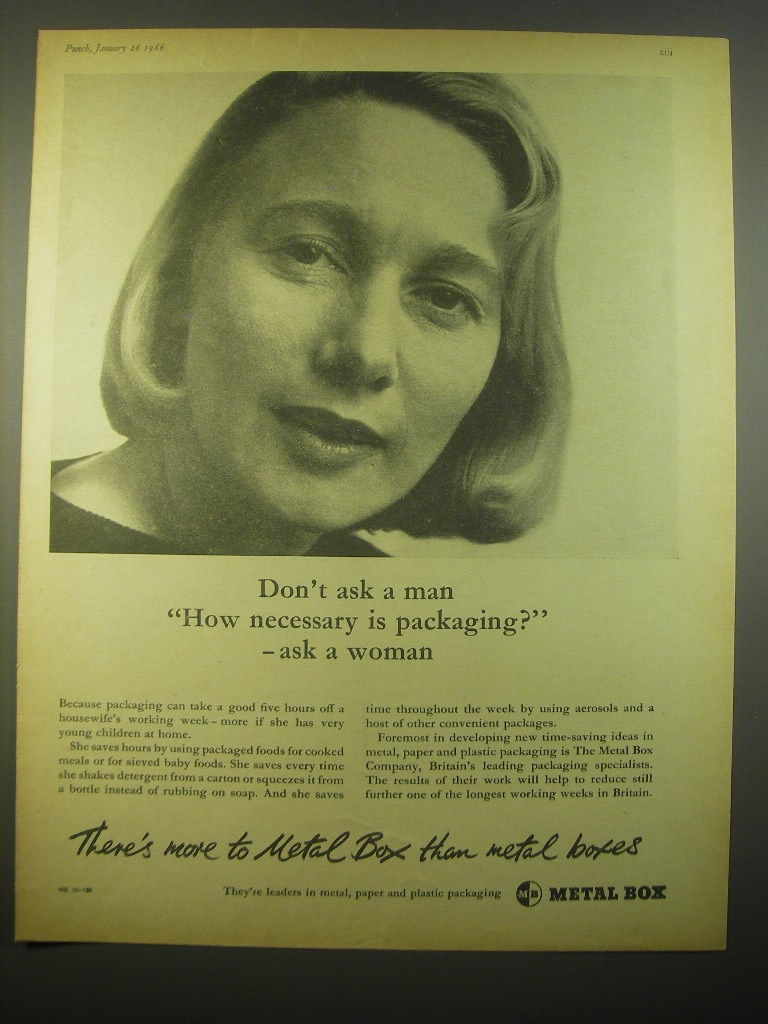 Punch, January 26 1966
XIII
Don't ask a man
"How necessary is packaging?"
– ask a woman
Because packaging can take a good five hours off a
housewife's working week – more if she has very
young children at home.
She saves hours by using packaged foods for cooked
meals or for sieved baby foods. She saves every time
she shakes detergent from a carton or squeezes it from
a bottle instead of rubbing on soap. And she saves
time throughout the week by using aerosols and a
host of other convenient packages.
Foremost in developing new time-saving ideas in
metal, paper and plastic packaging is The Metal Box
Company, Britain's leading packaging specialists.
The results of their work will help to reduce still
further one of the longest working weeks in Britain.
There's more to Metal Box than metal boxes
They're leaders in metal, paper and plastic packaging
MB METAL BOX